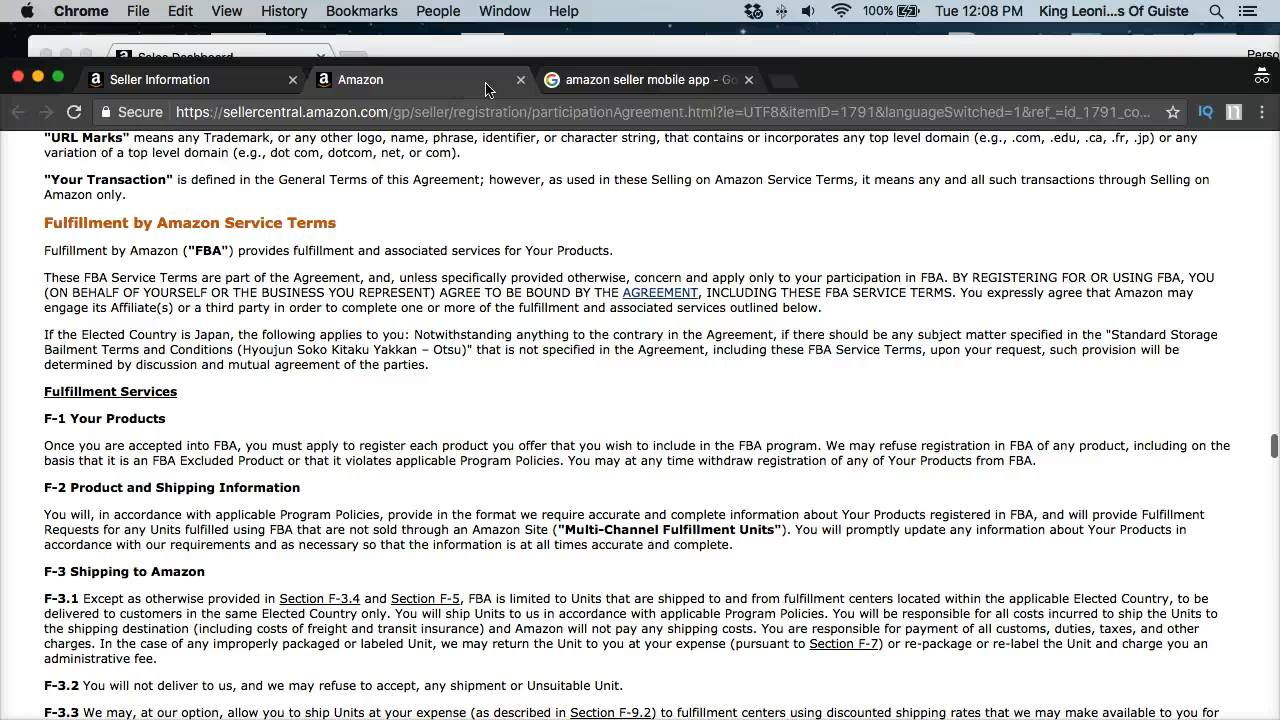 Chrome File Edit View History Bookmarks People Window Help 100% Tue 12:08 PM King Leoni...s Of Guiste
Sales Dashboard Perso
Seller Information Amazon amazon seller mobile app - Go
Secure https://sellercentral.amazon.com/gp/seller/registration/participationAgreement.html?ie=UTF8&itemID=1791&languageSwitched=1&ref_=id_1791_co...
"URL Marks" means any Trademark, or any other logo, name, phrase, identifier, or character string, that contains or incorporates any top level domain (e.g., .com, .edu, .ca, .fr, .jp) or any
variation of a top level domain (e.g., dot com, dotcom, net, or com).
"Your Transaction" is defined in the General Terms of this Agreement; however, as used in these Selling on Amazon Service Terms, it means any and all such transactions through Selling on
Amazon only.
Fulfillment by Amazon Service Terms
Fulfillment by Amazon ("FBA") provides fulfillment and associated services for Your Products.
These FBA Service Terms are part of the Agreement, and, unless specifically provided otherwise, concern and apply only to your participation in FBA. BY REGISTERING FOR OR USING FBA, YOU
(ON BEHALF OF YOURSELF OR THE BUSINESS YOU REPRESENT) AGREE TO BE BOUND BY THE AGREEMENT, INCLUDING THESE FBA SERVICE TERMS. You expressly agree that Amazon may
engage its Affiliate(s) or a third party in order to complete one or more of the fulfillment and associated services outlined below.
If the Elected Country is Japan, the following applies to you: Notwithstanding anything to the contrary in the Agreement, if there should be any subject matter specified in the "Standard Storage
Bailment Terms and Conditions (Hyoujun Soko Kitaku Yakkan – Otsu)" that is not specified in the Agreement, including these FBA Service Terms, upon your request, such provision will be
determined by discussion and mutual agreement of the parties.
Fulfillment Services
F-1 Your Products
Once you are accepted into FBA, you must apply to register each product you offer that you wish to include in the FBA program. We may refuse registration in FBA of any product, including on the
basis that it is an FBA Excluded Product or that it violates applicable Program Policies. You may at any time withdraw registration of any of Your Products from FBA.
F-2 Product and Shipping Information
You will, in accordance with applicable Program Policies, provide in the format we require accurate and complete information about Your Products registered in FBA, and will provide Fulfillment
Requests for any Units fulfilled using FBA that are not sold through an Amazon Site ("Multi-Channel Fulfillment Units"). You will promptly update any information about Your Products in
accordance with our requirements and as necessary so that the information is at all times accurate and complete.
F-3 Shipping to Amazon
F-3.1 Except as otherwise provided in Section F-3.4 and Section F-5, FBA is limited to Units that are shipped to and from fulfillment centers located within the applicable Elected Country, to be
delivered to customers in the same Elected Country only. You will ship Units to us in accordance with applicable Program Policies. You will be responsible for all costs incurred to ship the Units to
the shipping destination (including costs of freight and transit insurance) and Amazon will not pay any shipping costs. You are responsible for payment of all customs, duties, taxes, and other
charges. In the case of any improperly packaged or labeled Unit, we may return the Unit to you at your expense (pursuant to Section F-7) or re-package or re-label the Unit and charge you an
administrative fee.
F-3.2 You will not deliver to us, and we may refuse to accept, any shipment or Unsuitable Unit.
F-3.3 We may, at our option, allow you to ship Units at your expense (as described in Section F-9.2) to fulfillment centers using discounted shipping rates that we may make available to you for